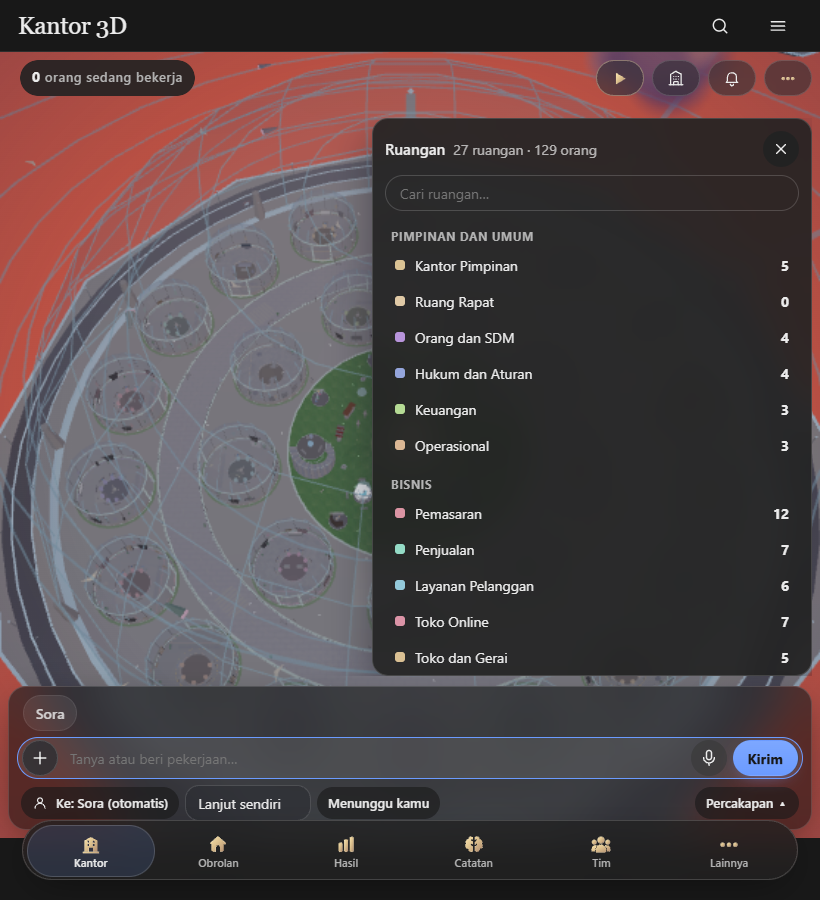 Kantor 3D
0 orang sedang bekerja
Ruangan 27 ruangan · 129 orang
Cari ruangan...
PIMPINAN DAN UMUM
Kantor Pimpinan 5
Ruang Rapat 0
Orang dan SDM 4
Hukum dan Aturan 4
Keuangan 3
Operasional 3
BISNIS
Pemasaran 12
Penjualan 7
Layanan Pelanggan 6
Toko Online 7
Toko dan Gerai 5
Sora
Tanya atau beri pekerjaan...
Kirim
Ke: Sora (otomatis) Lanjut sendiri Menunggu kamu Percakapan
Kantor Obrolan Hasil Catatan Tim Lainnya